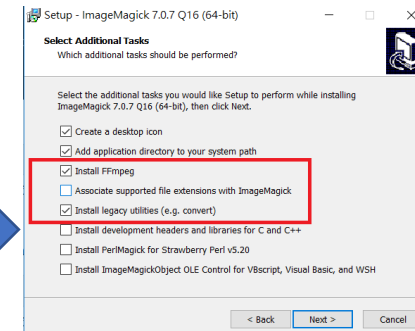 Setup - ImageMagick 7.0.7 Q16 (64-bit)
Select Additional Tasks
Which additional tasks should be performed?
Select the additional tasks you would like Setup to perform while installing
ImageMagick 7.0.7 Q16 (64-bit), then click Next.
Create a desktop icon
Add application directory to your system path
Install FFmpeg
Associate supported file extensions with ImageMagick
Install legacy utilities (e.g. convert)
Install development headers and libraries for C and C++
Install PerlMagick for Strawberry Perl v5.20
Install ImageMagickObject OLE Control for VBscript, Visual Basic, and WSH
< Back Next > Cancel